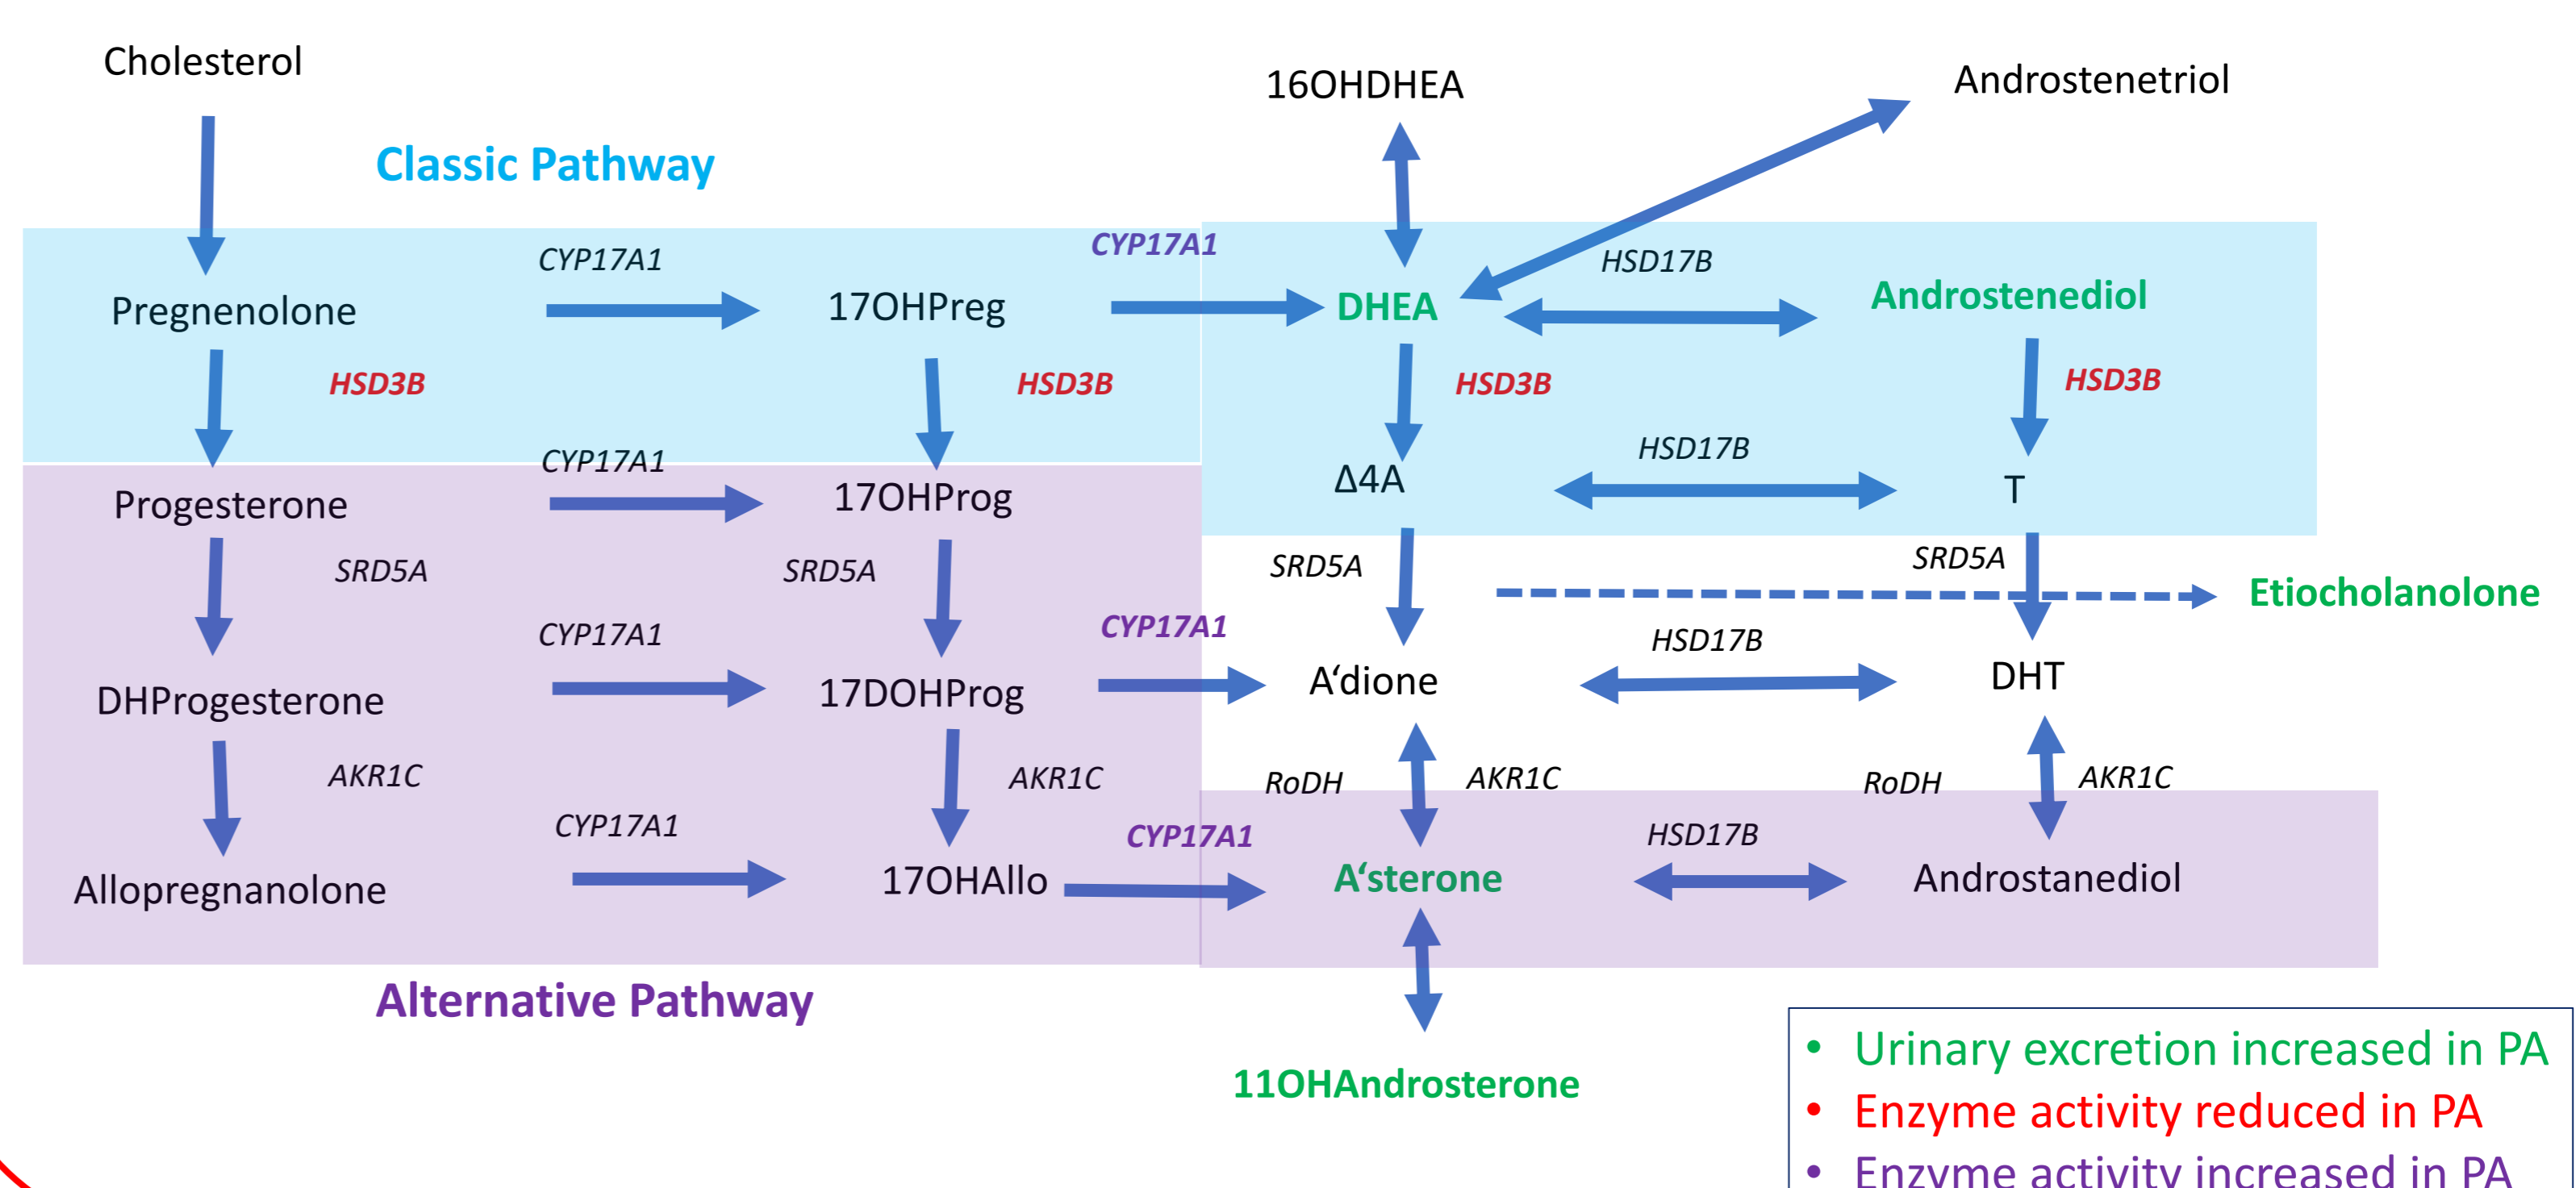 Cholesterol
16OHDHEA
Androstenetriol
Classic Pathway
CYP17A1
CYP17A1
HSD17B
Pregnenolone
17OHPreg
DHEA
Androstenediol
HSD3B
HSD3B
HSD3B
HSD3B
CYP17A1
HSD17B
Progesterone
17OHProg
Δ4A
T
SRD5A
SRD5A
SRD5A
SRD5A
Etiocholanolone
CYP17A1
CYP17A1
HSD17B
DHProgesterone
17DOHProg
A‘dione
DHT
AKR1C
AKR1C
RoDH
AKR1C
RoDH
AKR1C
CYP17A1
CYP17A1
HSD17B
Allopregnanolone
17OHAllo
A‘sterone
Androstanediol
Alternative Pathway
11OHAndrosterone
• Urinary excretion increased in PA
• Enzyme activity reduced in PA
• Enzyme activity increased in PA